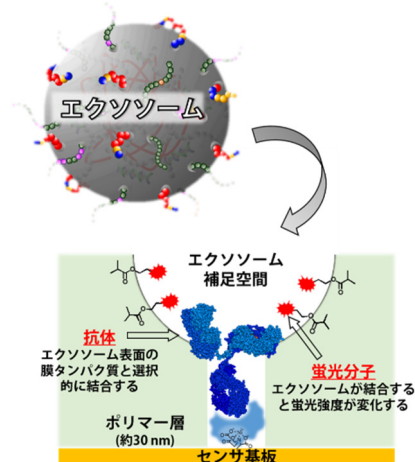 エクソソーム
エクソソーム
補足空間
抗体
エクソソーム表面の
膜タンパク質と選択
的に結合する
蛍光分子
エクソソームが結合する
と蛍光強度が変化する
ポリマー層
(約30 nm)
センサ基板